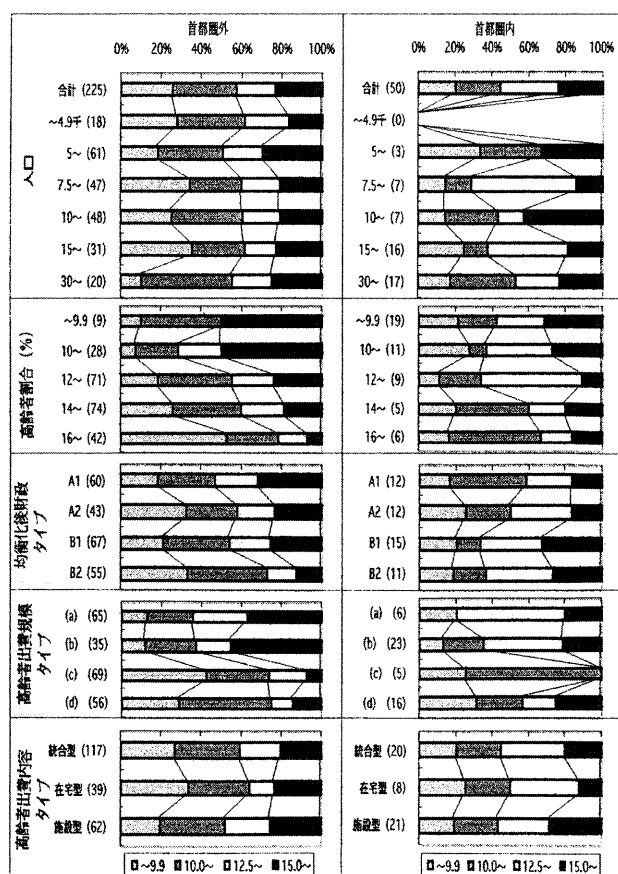 首都圏外
0% 20% 40% 60% 80% 100%
人口
合計 (225)
~4.9千 (18)
5~ (61)
7.5~ (47)
10~ (48)
15~ (31)
30~ (20)
高齢者割合 (%)
~9.9 (9)
10~ (28)
12~ (71)
14~ (74)
16~ (42)
均衡化後財政
タイプ
A1 (60)
A2 (43)
B1 (67)
B2 (55)
高齢者出費規模
タイプ
(a) (65)
(b) (35)
(c) (69)
(d) (56)
高齢者出費内容
タイプ
統合型 (117)
在宅型 (39)
施設型 (62)
~9.9 10.0~ 12.5~ 15.0~
首都圏内
0% 20% 40% 60% 80% 100%
合計 (50)
~4.9千 (0)
5~ (3)
7.5~ (7)
10~ (7)
15~ (16)
30~ (17)
~9.9 (19)
10~ (11)
12~ (9)
14~ (5)
16~ (6)
A1 (12)
A2 (12)
B1 (15)
B2 (11)
(a) (6)
(b) (23)
(c) (5)
(d) (16)
統合型 (20)
在宅型 (8)
施設型 (21)
~9.9 10.0~ 12.5~ 15.0~